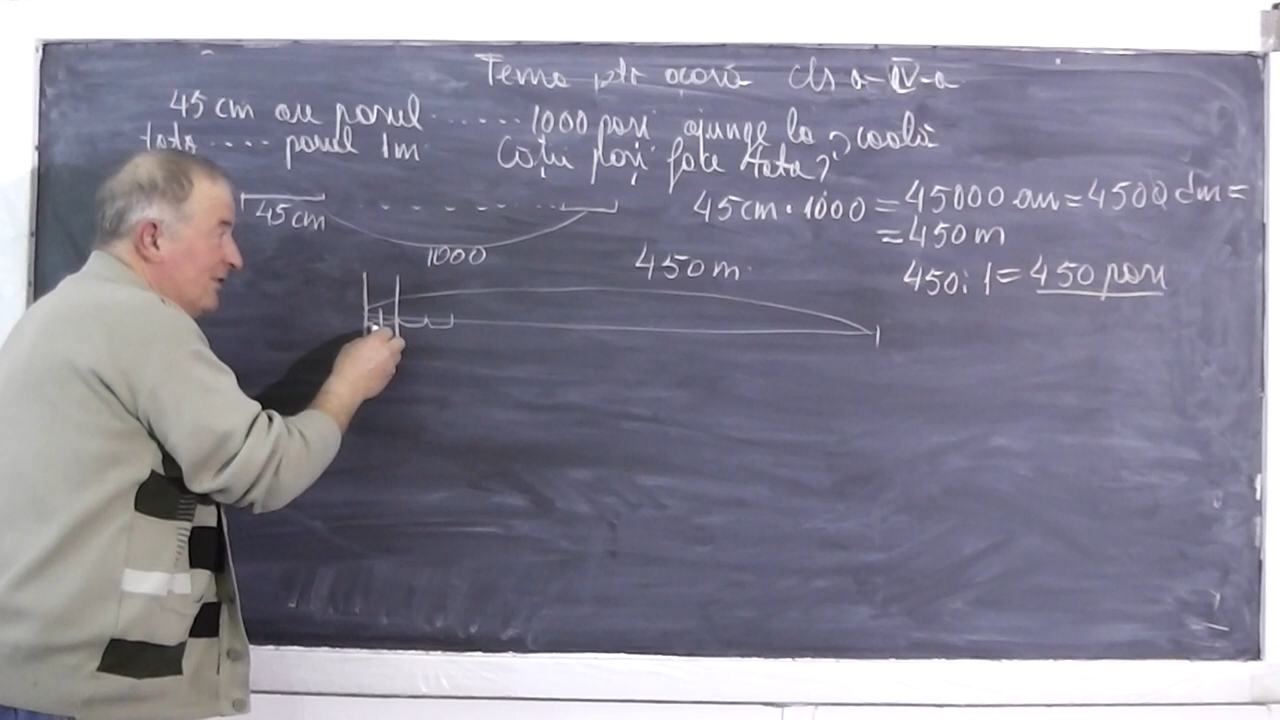 Tema ptr acasă cls a-IV-a
45 cm are pasul ...... 1000 pași ajunge la școală
tata .... pasul 1m Câți pași face tata?
45cm
1000
45cm · 1000 = 45000 cm = 4500 dm =
= 450 m
450 m
450 : 1 = 450 pași